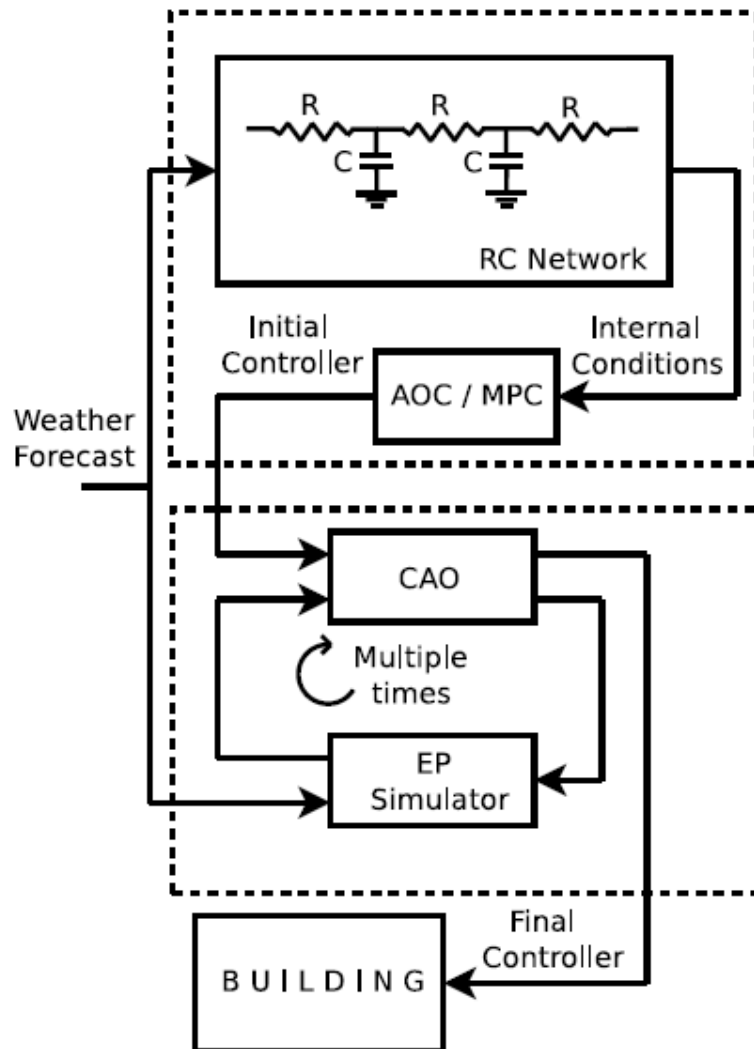 R R R
C C
RC Network
Initial
Controller
Internal
Conditions
AOC / MPC
Weather
Forecast
CAO
Multiple
times
EP
Simulator
Final
Controller
BUILDING